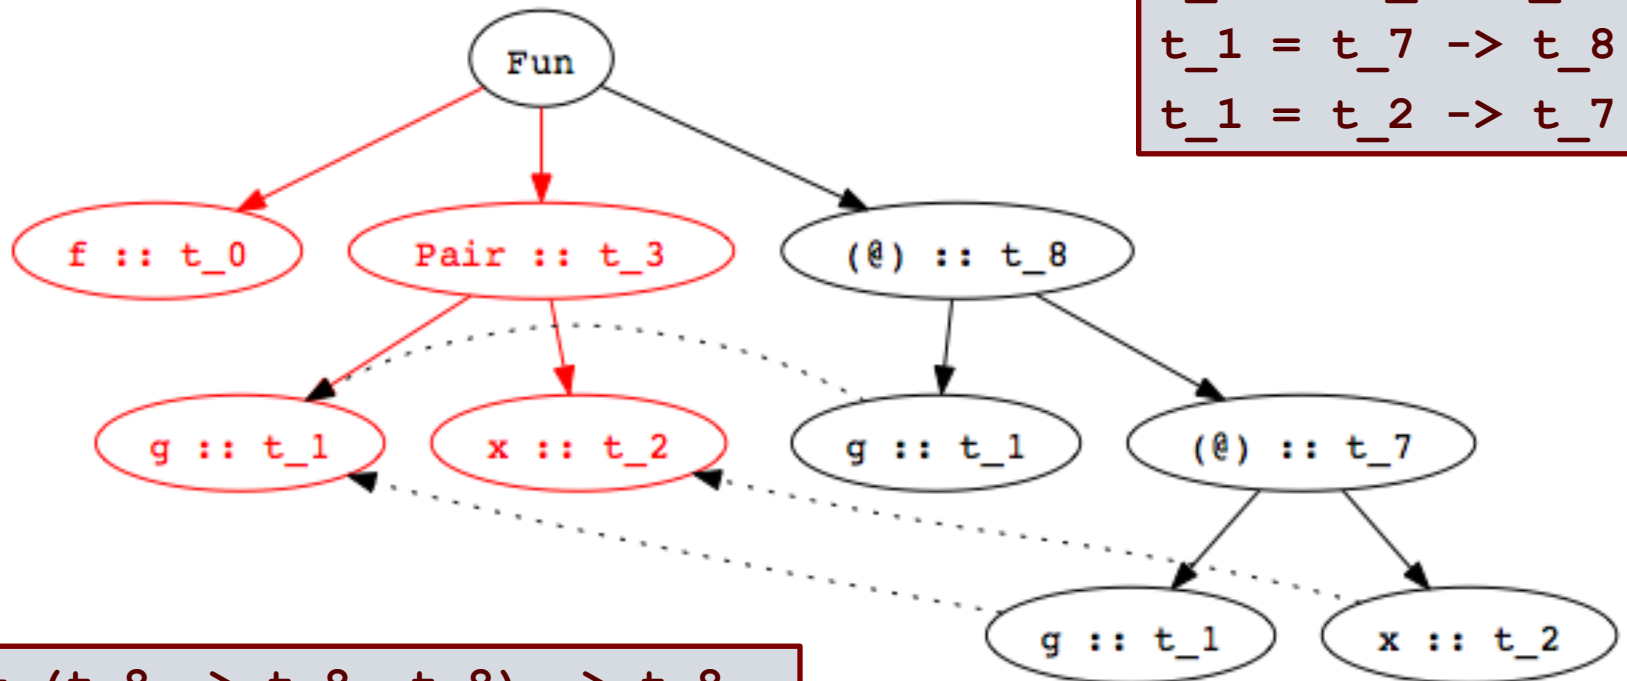 t_1 = t_7 -> t_8
t_1 = t_2 -> t_7
Fun
f :: t_0
Pair :: t_3
(@) :: t_8
g :: t_1
x :: t_2
g :: t_1
(@) :: t_7
g :: t_1
x :: t_2